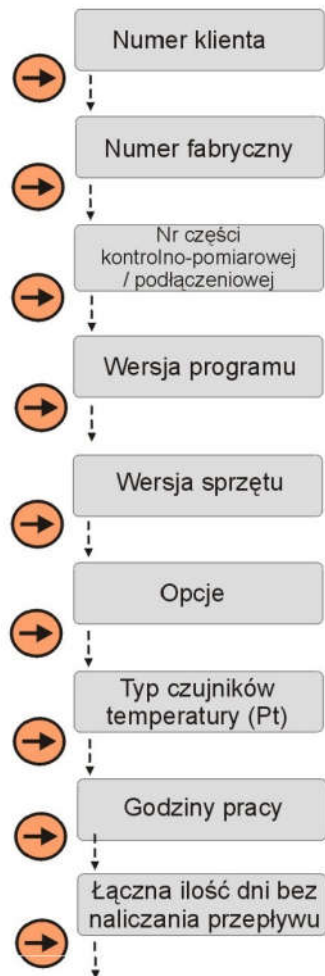 Numer klienta
Numer fabryczny
Nr części
kontrolno-pomiarowej
/ podłączeniowej
Wersja programu
Wersja sprzętu
Opcje
Typ czujników
temperatury (Pt)
Godziny pracy
Łączna ilość dni bez
naliczania przepływu